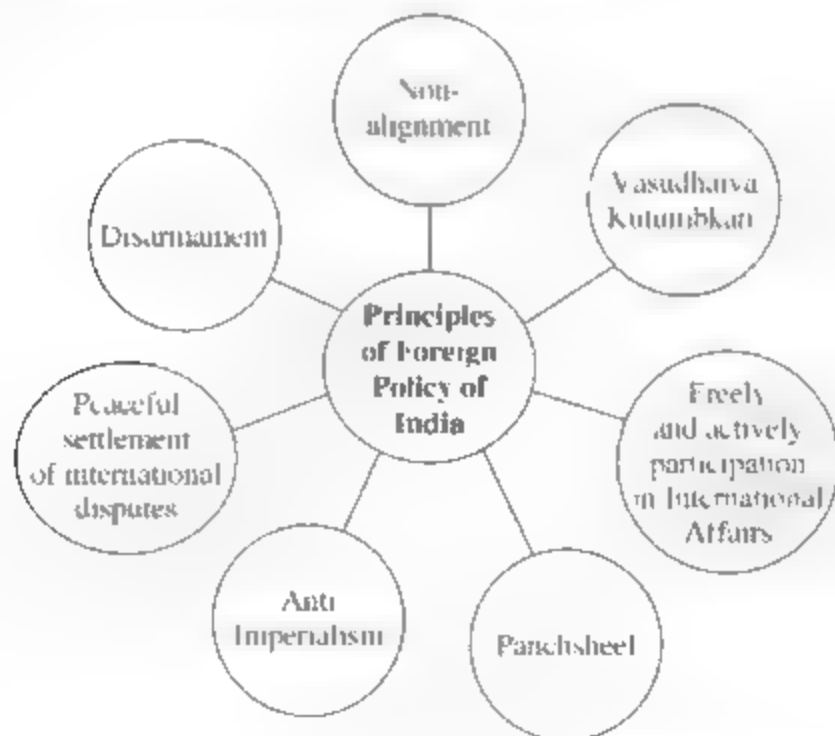 Non-
alignment
Vasudhaiva
Kutumbkan
Disarmament
Principles
of Foreign
Policy of
India
Freely
and actively
participation
in International
Affairs
Peaceful
settlement
of international
disputes
Anti
Imperialism
Panchsheel